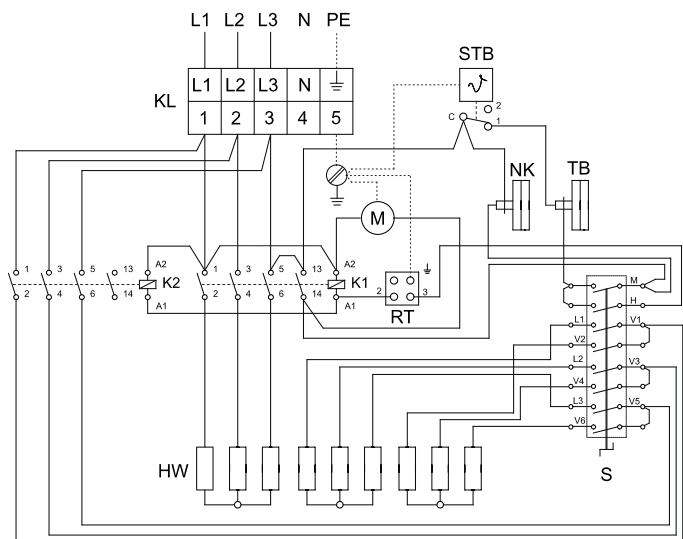 L1 L2 L3 N PE
STB
L1 L2 L3 N
KL
1 2 3 4 5
2
C
1
NK TB
M
A2 A2
1 3 5 13 1 3 5 13
K2 K1
2 4 6 14 2 4 6 14
A1 A1
2 3
RT
M
H
L1 V1
V2
L2 V3
V4
L3 V5
V6
HW
S